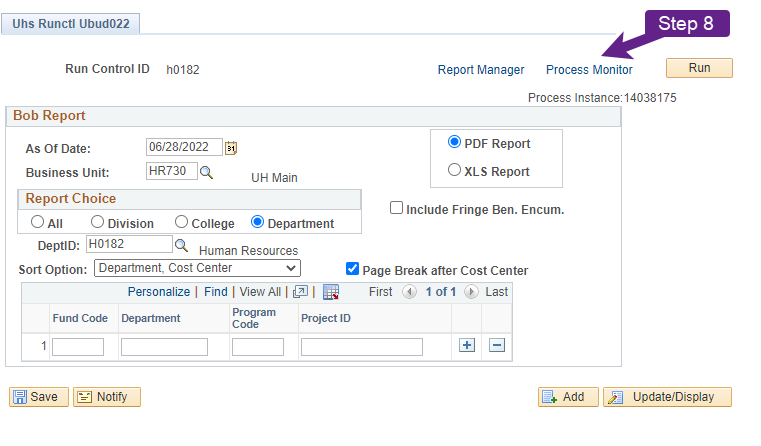 Step 8
Uhs Runctl Ubud022
Run Control ID h0182 Report Manager Process Monitor Run
Process Instance:14038175
Bob Report
As Of Date: 06/28/2022 31
PDF Report
Business Unit: HR730 UH Main
XLS Report
Report Choice
All Division College Department
Include Fringe Ben. Encum.
DeptID: H0182 Human Resources
Sort Option: Department, Cost Center Page Break after Cost Center
Personalize | Find | View All | | First 1 of 1 Last
Fund Code Department Program Code Project ID
1
Save Notify Add Update/Display